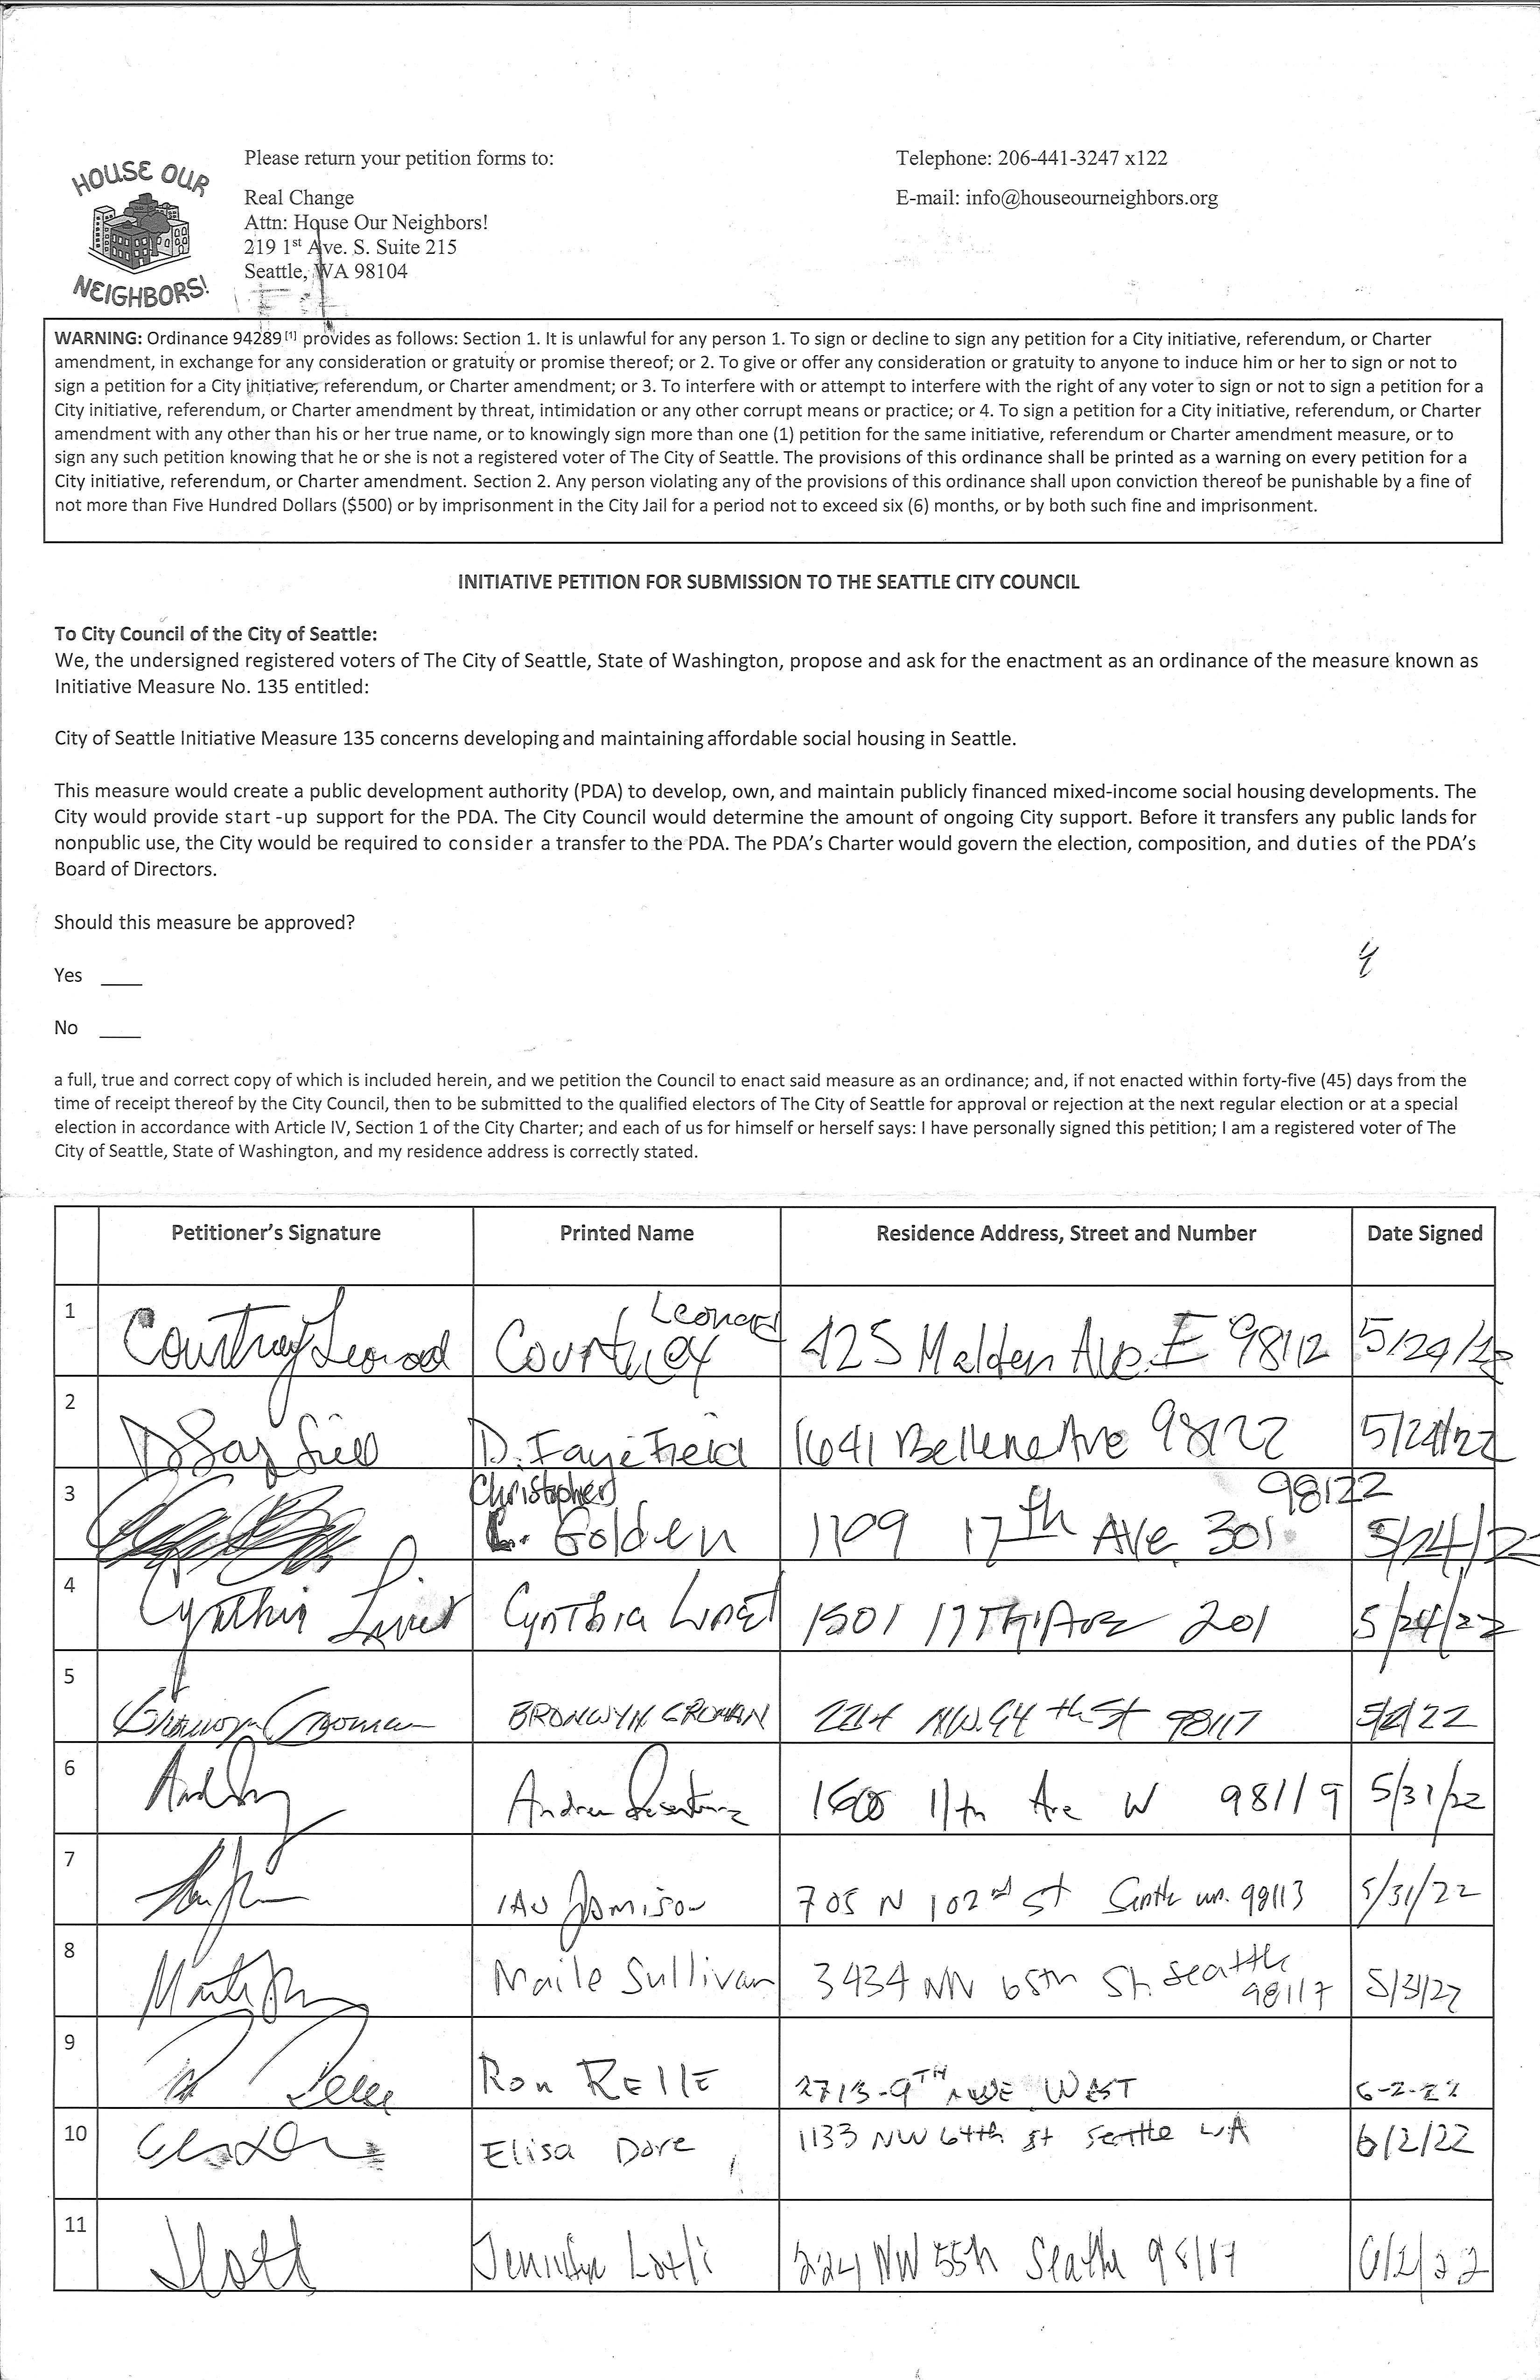 HOUSE OUR
NEIGHBORS!
Please return your petition forms to:
Real Change
Attn: House Our Neighbors!
219 1st Ave. S. Suite 215
Seattle, WA 98104
Telephone: 206-441-3247 x122
E-mail: info@houseourneighbors.org
WARNING: Ordinance 94289[1] provides as follows: Section 1. It is unlawful for any person 1. To sign or decline to sign any petition for a City initiative, referendum, or Charter
amendment, in exchange for any consideration or gratuity or promise thereof; or 2. To give or offer any consideration or gratuity to anyone to induce him or her to sign or not to
sign a petition for a City initiative, referendum, or Charter amendment; or 3. To interfere with or attempt to interfere with the right of any voter to sign or not to sign a petition for a
City initiative, referendum, or Charter amendment by threat, intimidation or any other corrupt means or practice; or 4. To sign a petition for a City initiative, referendum, or Charter
amendment with any other than his or her true name, or to knowingly sign more than one (1) petition for the same initiative, referendum or Charter amendment measure, or to
sign any such petition knowing that he or she is not a registered voter of The City of Seattle. The provisions of this ordinance shall be printed as a warning on every petition for a
City initiative, referendum, or Charter amendment. Section 2. Any person violating any of the provisions of this ordinance shall upon conviction thereof be punishable by a fine of
not more than Five Hundred Dollars ($500) or by imprisonment in the City Jail for a period not to exceed six (6) months, or by both such fine and imprisonment.
INITIATIVE PETITION FOR SUBMISSION TO THE SEATTLE CITY COUNCIL
To City Council of the City of Seattle:
We, the undersigned registered voters of The City of Seattle, State of Washington, propose and ask for the enactment as an ordinance of the measure known as
Initiative Measure No. 135 entitled:
City of Seattle Initiative Measure 135 concerns developing and maintaining affordable social housing in Seattle.
This measure would create a public development authority (PDA) to develop, own, and maintain publicly financed mixed-income social housing developments. The
City would provide start-up support for the PDA. The City Council would determine the amount of ongoing City support. Before it transfers any public lands for
nonpublic use, the City would be required to consider a transfer to the PDA. The PDA's Charter would govern the election, composition, and duties of the PDA's
Board of Directors.
Should this measure be approved?
Yes ___
No ___
a full, true and correct copy of which is included herein, and we petition the Council to enact said measure as an ordinance; and, if not enacted within forty-five (45) days from the
time of receipt thereof by the City Council, then to be submitted to the qualified electors of The City of Seattle for approval or rejection at the next regular election or at a special
election in accordance with Article IV, Section 1 of the City Charter; and each of us for himself or herself says: I have personally signed this petition; I am a registered voter of The
City of Seattle, State of Washington, and my residence address is correctly stated.
Petitioner's Signature Printed Name Residence Address, Street and Number Date Signed
1 Courtney Leonard Courtney Leonard 425 Malden Ave. E 98112
2 D. Faye Field 1641 Ave 98122 5/24/22
3 Christopher
C. Golden 1109 17th Ave. 301 98122 5/24/22
4 Cynthia Cynthia 1501 17th Ave 201 5/24/22
5 BRONWYN NW 98117
6 Andrew 11th Ave W 98119 5/31/22
7 IAN Jamison 705 N 102nd St Seattle wa. 98113 5/31/22
8 Maile Sullivan 3434 NW 65th St. Seattle
98117 5/31/22
9 Ron RELLE 2713-9TH AVE WEST 6-2-22
10 Elisa Dore 1133 NW 64th st Seattle WA 6/2/22
11 Jennifer 224 NW 55th Seattle 6/2/22